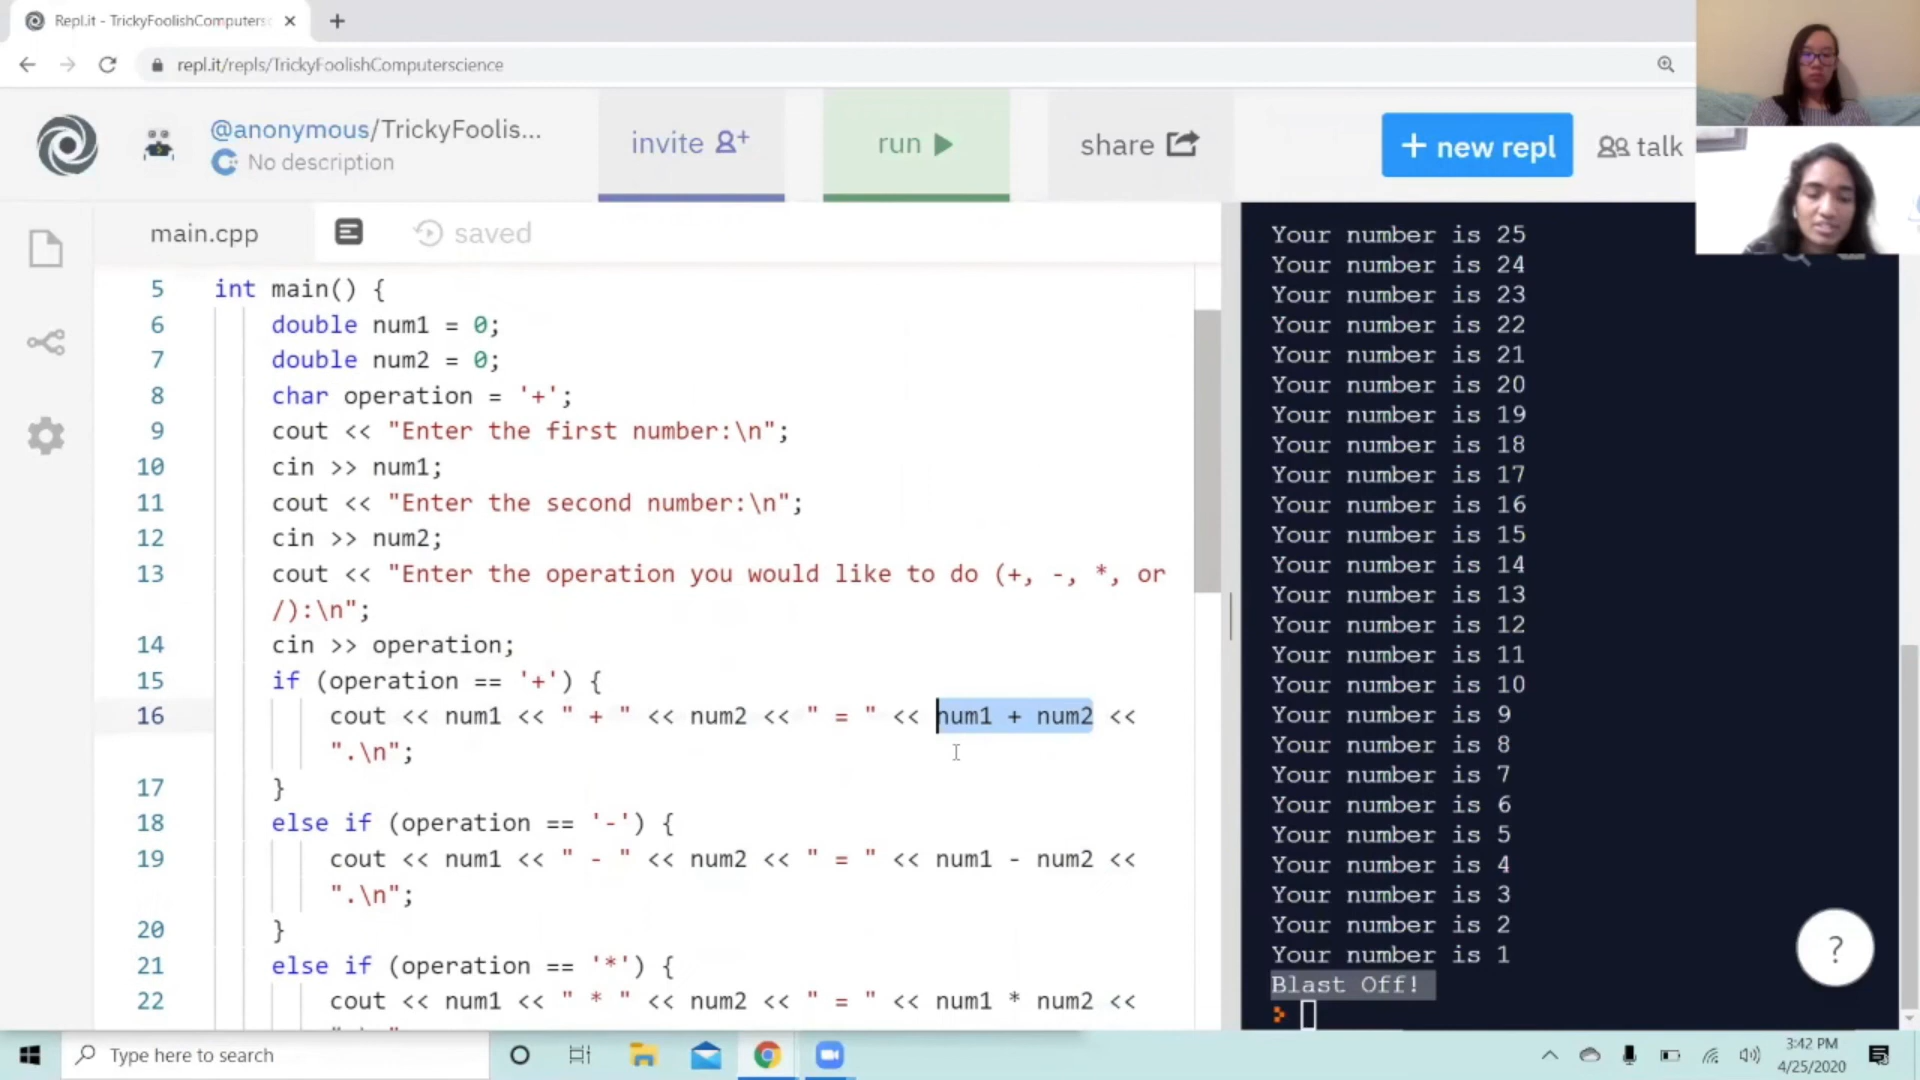 Repl.it - TrickyFoolishComputers
repl.it/repls/TrickyFoolishComputerscience
@anonymous/TrickyFoolis...
No description
invite
run
share
+ new repl
talk
main.cpp
saved
5 int main() {
6 double num1 = 0;
7 double num2 = 0;
8 char operation = '+';
9 cout << "Enter the first number:\n";
10 cin >> num1;
11 cout << "Enter the second number:\n";
12 cin >> num2;
13 cout << "Enter the operation you would like to do (+, -, *, or
/):\n";
14 cin >> operation;
15 if (operation == '+') {
16 cout << num1 << " + " << num2 << " = " << num1 + num2 <<
".\n";
17 }
18 else if (operation == '-') {
19 cout << num1 << " - " << num2 << " = " << num1 - num2 <<
".\n";
20 }
21 else if (operation == '*') {
22 cout << num1 << " * " << num2 << " = " << num1 * num2 <<
Your number is 25
Your number is 24
Your number is 23
Your number is 22
Your number is 21
Your number is 20
Your number is 19
Your number is 18
Your number is 17
Your number is 16
Your number is 15
Your number is 14
Your number is 13
Your number is 12
Your number is 11
Your number is 10
Your number is 9
Your number is 8
Your number is 7
Your number is 6
Your number is 5
Your number is 4
Your number is 3
Your number is 2
Your number is 1
Blast Off!
?
Type here to search
3:42 PM
4/25/2020